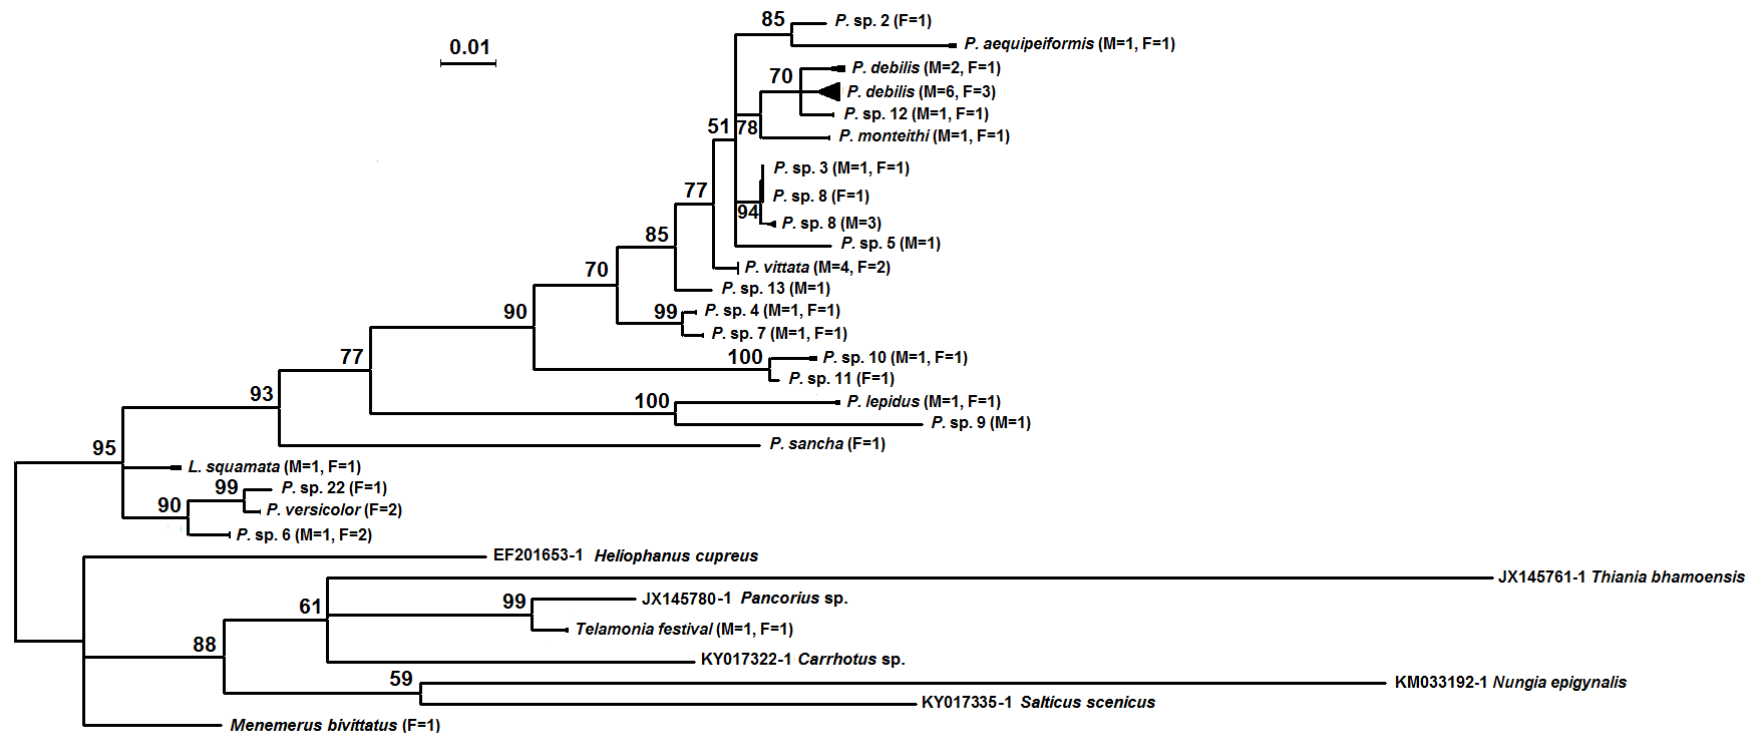 85
P. sp. 2 (F=1)
0.01
P. aequipeiformis (M=1, F=1)
70
P. debilis (M=2, F=1)
P. debilis (M=6, F=3)
P. sp. 12 (M=1, F=1)
51
78
P. monteithi (M=1, F=1)
P. sp. 3 (M=1, F=1)
77
P. sp. 8 (F=1)
94
P. sp. 8 (M=3)
85
P. sp. 5 (M=1)
70
P. vittata (M=4, F=2)
P. sp. 13 (M=1)
90
99
P. sp. 4 (M=1, F=1)
P. sp. 7 (M=1, F=1)
77
100
P. sp. 10 (M=1, F=1)
P. sp. 11 (F=1)
93
100
P. lepidus (M=1, F=1)
P. sp. 9 (M=1)
95
P. sancha (F=1)
L. squamata (M=1, F=1)
99
P. sp. 22 (F=1)
90
P. versicolor (F=2)
P. sp. 6 (M=1, F=2)
EF201653-1 Heliophanus cupreus
JX145761-1 Thiania bhamoensis
61
99
JX145780-1 Pancorius sp.
Telamonia festival (M=1, F=1)
88
KY017322-1 Carrhotus sp.
59
KM033192-1 Nungia epigynalis
KY017335-1 Salticus scenicus
Menemerus bivittatus (F=1)